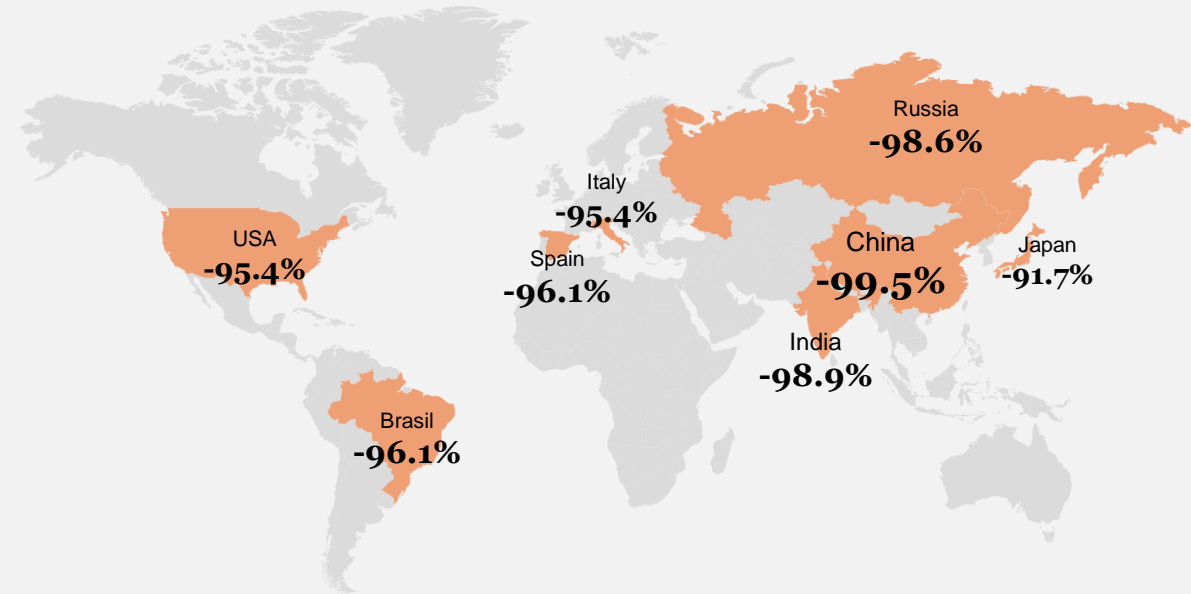 Russia
-98.6%
Italy
-95.4%
USA
-95.4%
China
-99.5%
Japan
-91.7%
Spain
-96.1%
India
-98.9%
Brasil
-96.1%